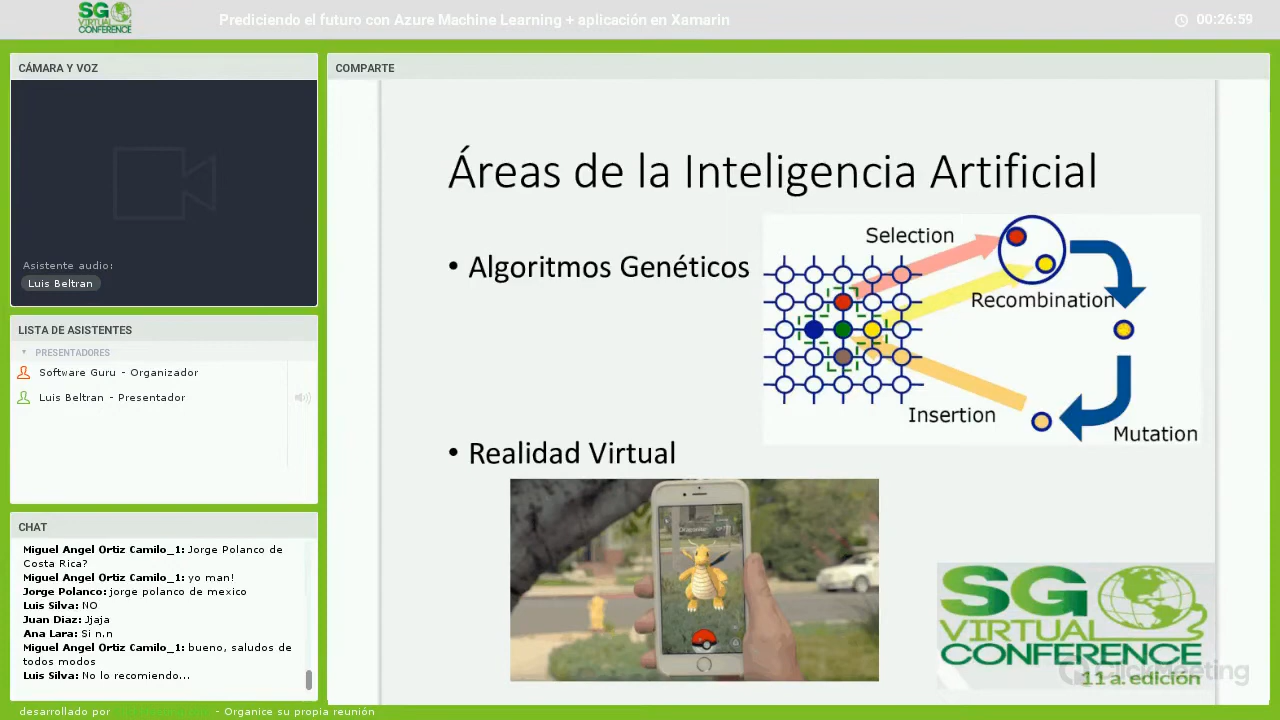 SG
VIRTUAL
CONFERENCE
Prediciendo el futuro con Azure Machine Learning + aplicación en Xamarin
00:26:59
CÁMARA Y VOZ
Asistente audio:
Luis Beltran
LISTA DE ASISTENTES
PRESENTADORES
Software Guru - Organizador
Luis Beltran - Presentador
CHAT
Miguel Angel Ortiz Camilo_1: Jorge Polanco de
Costa Rica?
Miguel Angel Ortiz Camilo_1: yo man!
Jorge Polanco: jorge polanco de mexico
Luis Silva: NO
Juan Diaz: Jjaja
Ana Lara: Si n.n
Miguel Angel Ortiz Camilo_1: bueno, saludos de
todos modos
Luis Silva: No lo recomiendo...
desarrollado por
- Organice su propia reunión
COMPARTE
Áreas de la Inteligencia Artificial
• Algoritmos Genéticos
Selection
Recombination
Insertion
Mutation
• Realidad Virtual
SG
VIRTUAL
CONFERENCE
11 a. edición
ClickMeeting